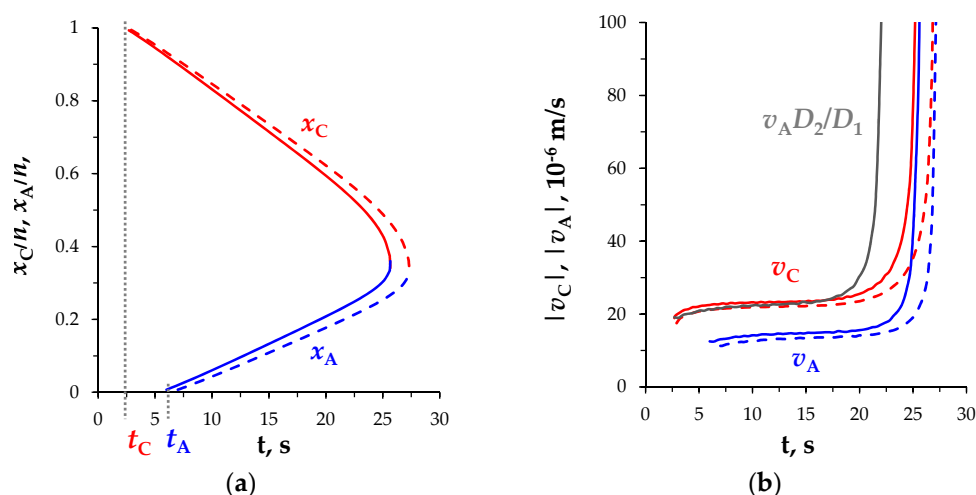 1
0.8
0.6
0.4
0.2
0
x_C/n, x_A/n,
x_C
x_A
0 5 10 15 20 25 30
t_C t_A t, s
(a)
100
80
60
40
20
0
|v_C|, |v_A|, 10⁻⁶ m/s
v_A D_2/D_1
v_C
v_A
0 5 10 15 20 25 30
t, s
(b)